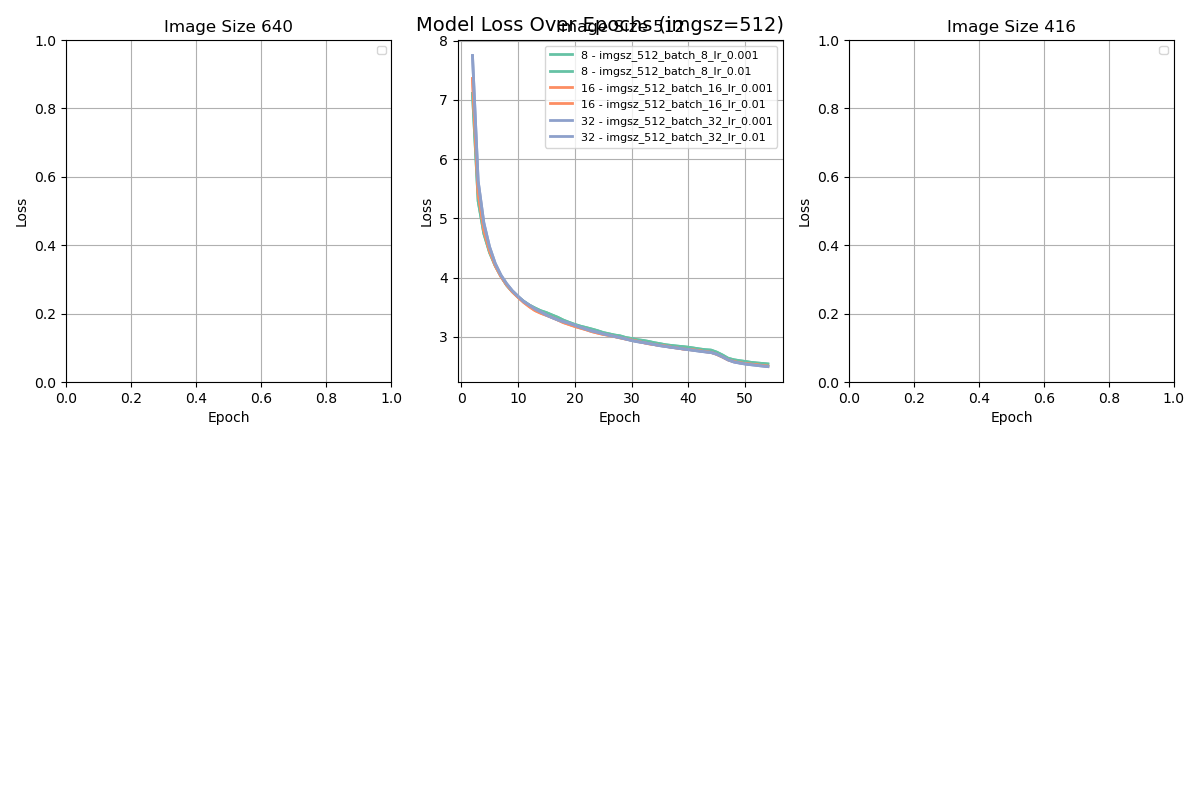 Model Loss Over Epochs (imgsz=512)
Image Size 640
1.0
0.8
0.6
0.4
0.2
0.0
Loss
0.0 0.2 0.4 0.6 0.8 1.0
Epoch
Image Size 512
8
7
6
5
4
3
Loss
8 - imgsz_512_batch_8_lr_0.001
8 - imgsz_512_batch_8_lr_0.01
16 - imgsz_512_batch_16_lr_0.001
16 - imgsz_512_batch_16_lr_0.01
32 - imgsz_512_batch_32_lr_0.001
32 - imgsz_512_batch_32_lr_0.01
0 10 20 30 40 50
Epoch
Image Size 416
1.0
0.8
0.6
0.4
0.2
0.0
Loss
0.0 0.2 0.4 0.6 0.8 1.0
Epoch